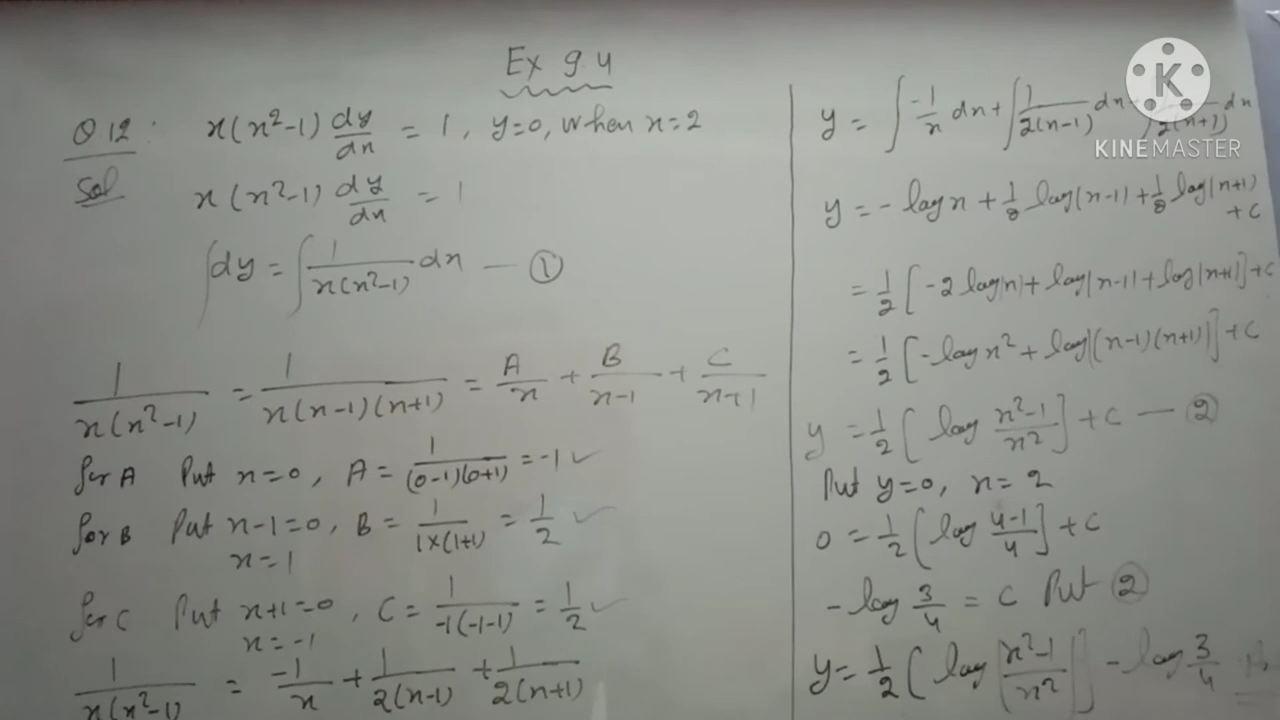 Ex 9.4
Q 12 : x(x²-1) dy/dx = 1, y=0, when x=2
Sol x(x²-1) dy/dx = 1
∫dy = ∫ 1/x(x²-1) dx — ①
1/x(x²-1) = 1/x(x-1)(x+1) = A/x + B/x-1 + C/x+1
for A Put x=0, A = 1/(0-1)(0+1) = -1 ✓
for B Put x-1=0, B = 1/1×(1+1) = 1/2 ✓
x=1
for C Put x+1=0, C = 1/-1(-1-1) = 1/2 ✓
x=-1
1/x(x²-1) = -1/x + 1/2(x-1) + 1/2(x+1)
y = ∫ -1/x dx + ∫ 1/2(x-1) dx 1/2(x+1) dx
y = - log x + 1/2 log|x-1| + 1/2 log|x+1|
+ C
= 1/2 [ -2 log|x| + log|x-1| + log|x+1| ] + C
= 1/2 [ -log x² + log|(x-1)(x+1)| ] + C
y = 1/2 [ log x²-1/x² ] + C — ②
Put y=0, x=2
0 = 1/2 [ log 4-1/4 ] + C
- log 3/4 = C Put ②
y = 1/2 [ log |x²-1/x²| ] - log 3/4
K
KINEMASTER